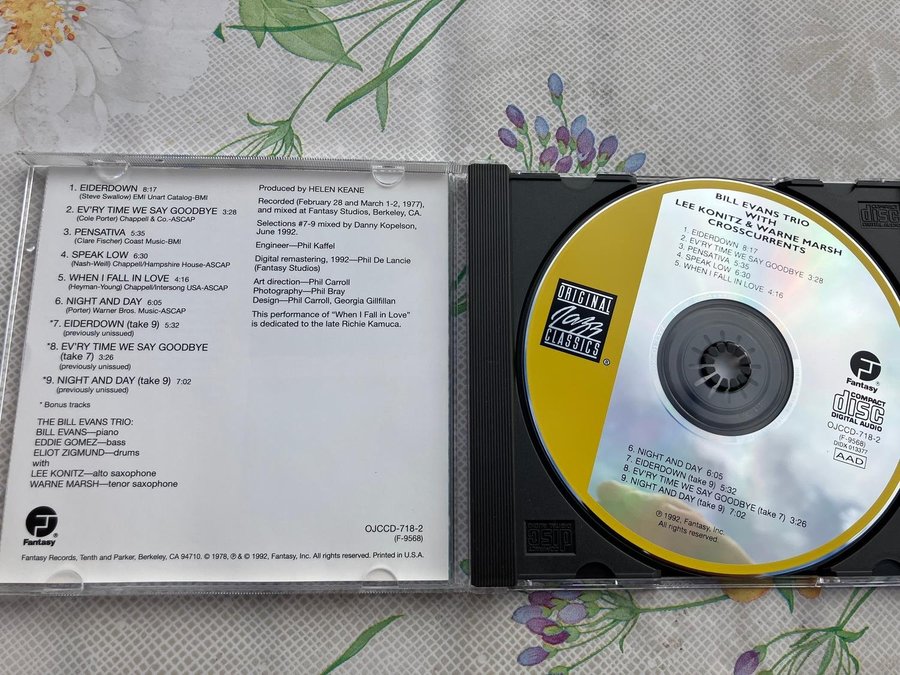 1. EIDERDOWN 8:17
(Steve Swallow) EMI Unart Catalog-BMI
2. EV'RY TIME WE SAY GOODBYE 3:28
(Cole Porter) Chappell & Co.-ASCAP
3. PENSATIVA 5:35
(Clare Fischer) Coast Music-BMI
4. SPEAK LOW 6:30
(Nash-Weill) Chappell/Hampshire House-ASCAP
5. WHEN I FALL IN LOVE 4:16
(Heyman-Young) Chappell/Intersong USA-ASCAP
6. NIGHT AND DAY 6:05
(Porter) Warner Bros. Music-ASCAP
*7. EIDERDOWN (take 9) 5:32
(previously unissued)
*8. EV'RY TIME WE SAY GOODBYE
(take 7) 3:26
(previously unissued)
*9. NIGHT AND DAY (take 9) 7:02
(previously unissued)
* Bonus tracks
THE BILL EVANS TRIO:
BILL EVANS—piano
EDDIE GOMEZ—bass
ELIOT ZIGMUND—drums
with
LEE KONITZ—alto saxophone
WARNE MARSH—tenor saxophone
Produced by HELEN KEANE
Recorded (February 28 and March 1-2, 1977),
and mixed at Fantasy Studios, Berkeley, CA.
Selections #7-9 mixed by Danny Kopelson,
June 1992.
Engineer—Phil Kaffel
Digital remastering, 1992—Phil De Lancie
(Fantasy Studios)
Art direction—Phil Carroll
Photography—Phil Bray
Design—Phil Carroll, Georgia Gillfillan
This performance of "When I Fall in Love"
is dedicated to the late Richie Kamuca.
Fantasy
OJCCD-718-2
(F-9568)
Fantasy Records, Tenth and Parker, Berkeley, CA 94710. © 1978, ℗ & © 1992, Fantasy, Inc. All rights reserved. Printed in U.S.A.
BILL EVANS TRIO
WITH
LEE KONITZ & WARNE MARSH
CROSSCURRENTS
1. EIDERDOWN 8:17
2. EV'RY TIME WE SAY GOODBYE 3:28
3. PENSATIVA 5:35
4. SPEAK LOW 6:30
5. WHEN I FALL IN LOVE 4:16
ORIGINAL
Jazz
CLASSICS
®
Fantasy®
COMPACT
disc
DIGITAL AUDIO
OJCCD-718-2
(F-9568)
DIDX 013377
AAD
6. NIGHT AND DAY 6:05
7. EIDERDOWN (take 9) 5:32
8. EV'RY TIME WE SAY GOODBYE (take 7) 3:26
9. NIGHT AND DAY (take 9) 7:02
℗ 1992, Fantasy, Inc
All rights reserved.
disc